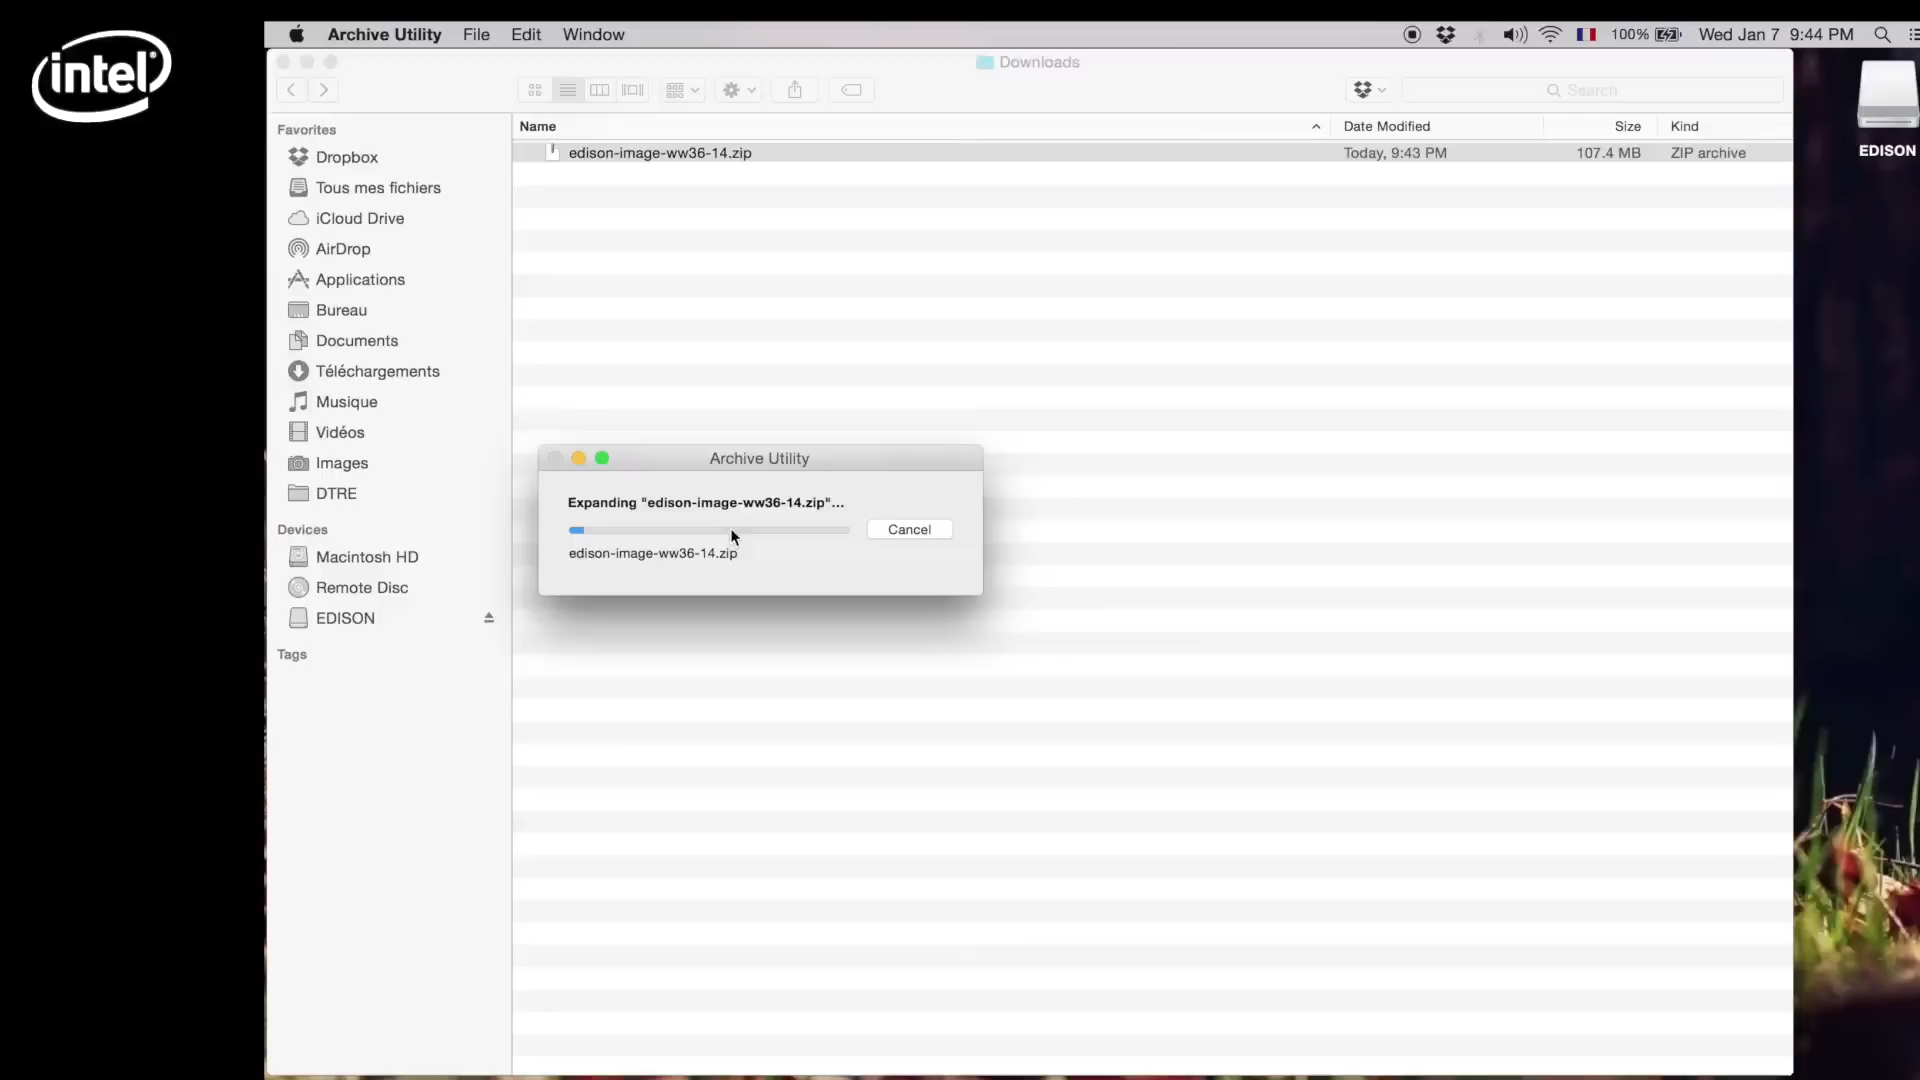 intel
Archive Utility File Edit Window 100% Wed Jan 7 9:44 PM
Downloads
Search
Favorites
Dropbox
Tous mes fichiers
iCloud Drive
AirDrop
Applications
Bureau
Documents
Téléchargements
Musique
Vidéos
Images
DTRE
Devices
Macintosh HD
Remote Disc
EDISON
Tags
Name Date Modified Size Kind
edison-image-ww36-14.zip Today, 9:43 PM 107.4 MB ZIP archive
Archive Utility
Expanding "edison-image-ww36-14.zip"...
Cancel
edison-image-ww36-14.zip
EDISON